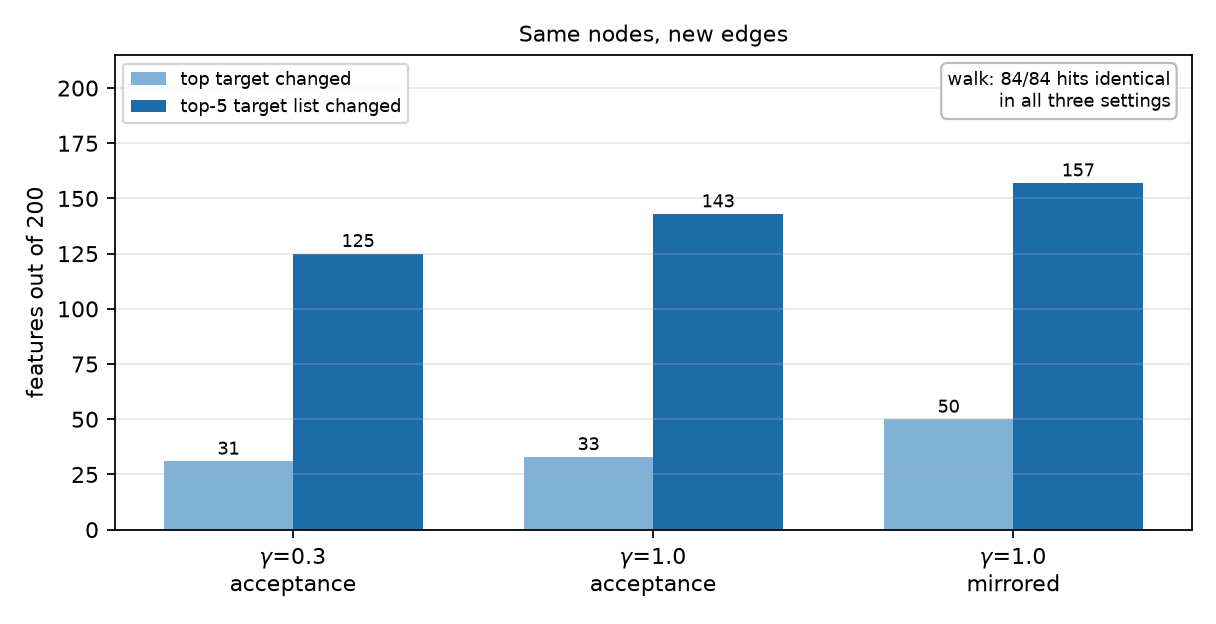 Same nodes, new edges
top target changed
top-5 target list changed
walk: 84/84 hits identical
in all three settings
features out of 200
200
175
150
125
100
75
50
25
0
31
125
33
143
50
157
γ=0.3
acceptance
γ=1.0
acceptance
γ=1.0
mirrored